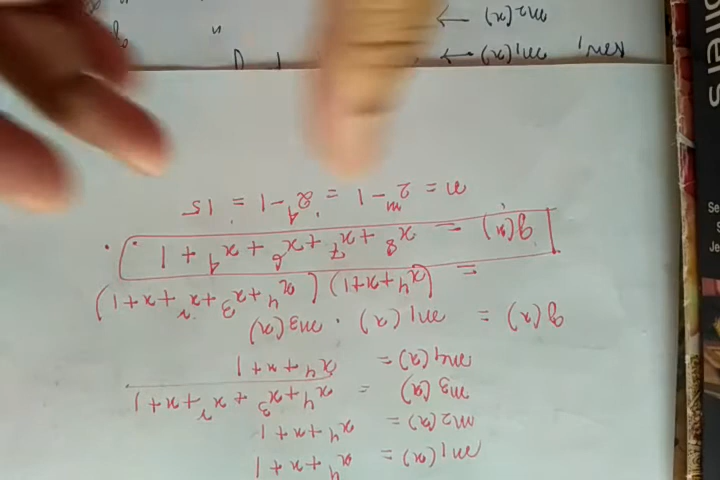 m1(x) = x^4 + x + 1
m2(x) = x^4 + x + 1
m3(x) = x^4 + x^3 + x^2 + x + 1
m4(x) = x^4 + x + 1
g(x) = m1(x) . m3(x)
= (x^4+x+1) (x^4+x^3+x^2+x+1)
g(x) = x^8 + x^7 + x^6 + x^4 + 1
n = 2^m - 1 = 2^4 - 1 = 15
m1(x) →
m2(x) →